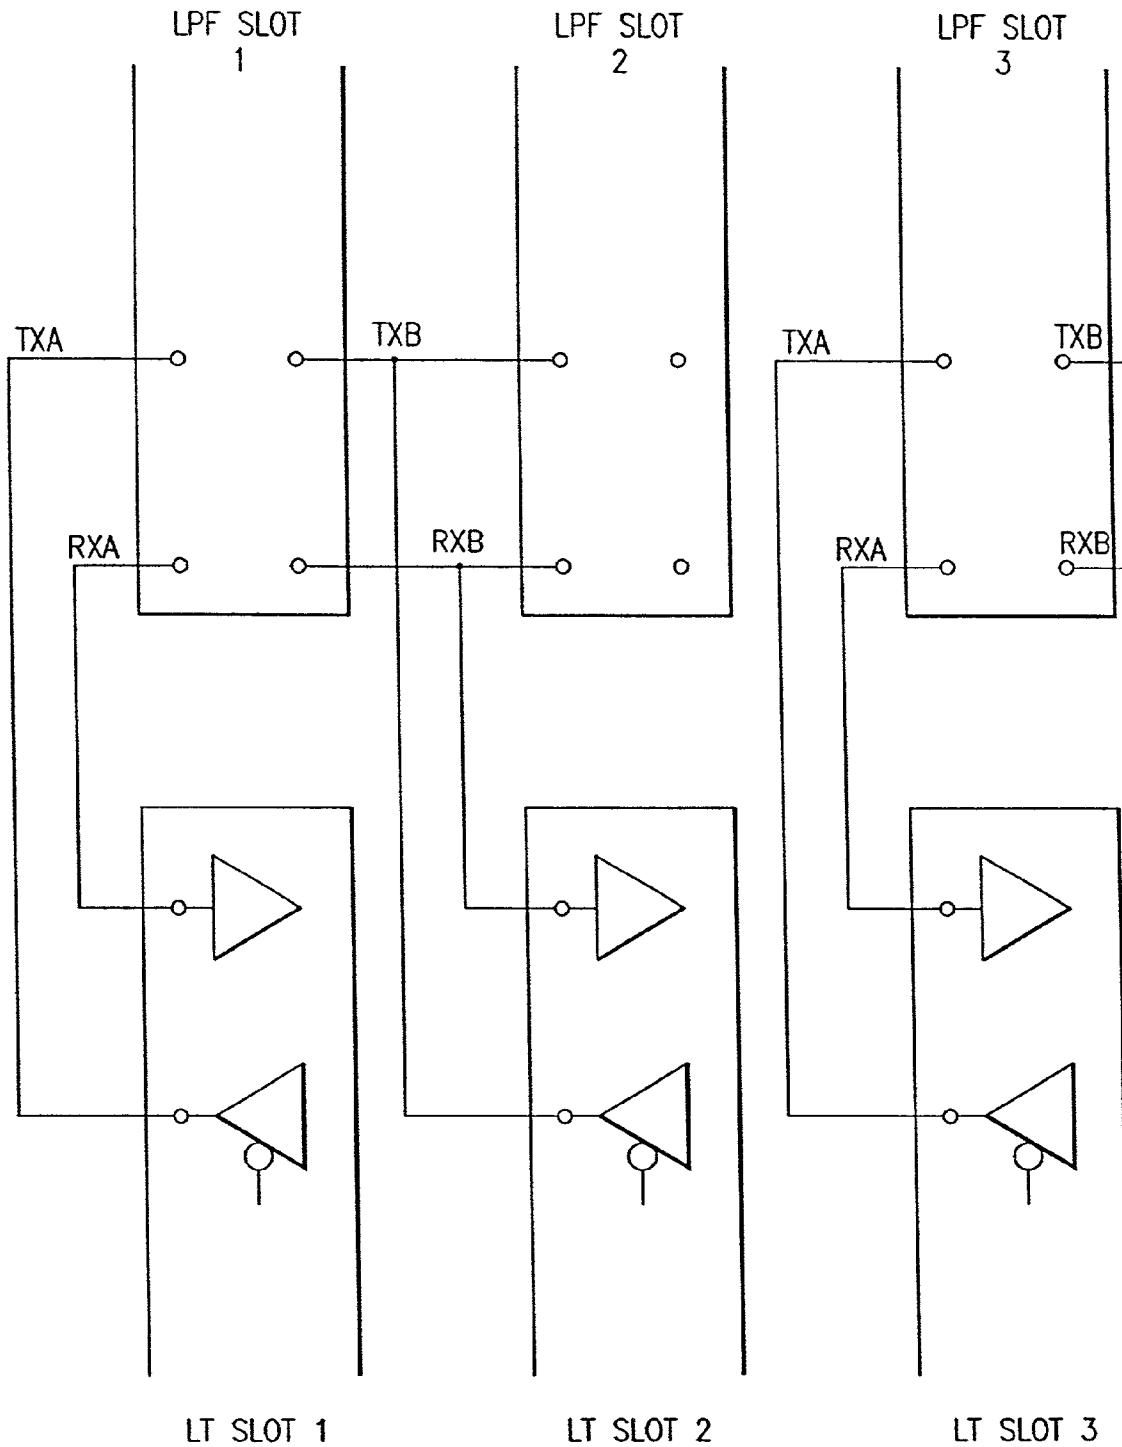 LPF SLOT
1
LPF SLOT
2
LPF SLOT
3
TXA
TXB
TXA
TXB
RXA
RXB
RXA
RXB
LT SLOT 1
LT SLOT 2
LT SLOT 3